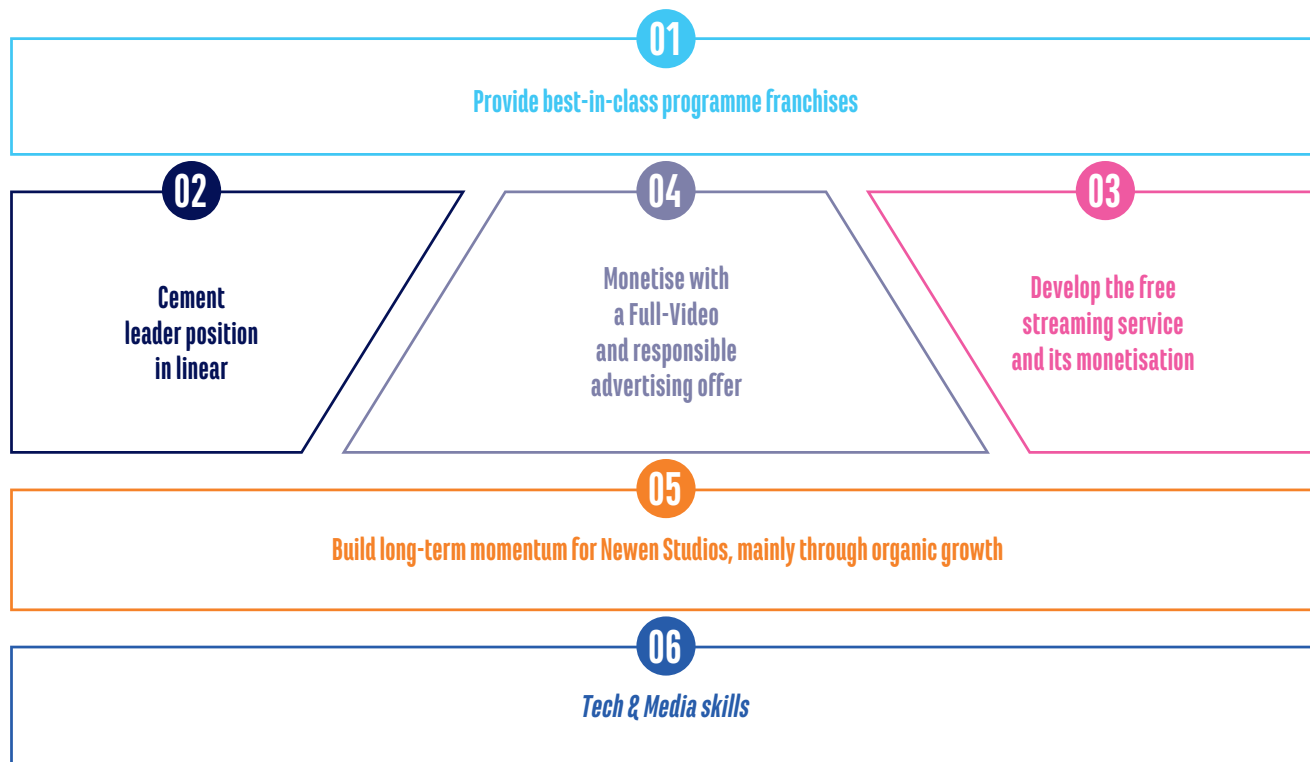 01
Provide best-in-class programme franchises
02
Cement
leader position
in linear
04
Monetise with
a Full-Video
and responsible
advertising offer
03
Develop the free
streaming service
and its monetisation
05
Build long-term momentum for Newen Studios, mainly through organic growth
06
Tech & Media skills